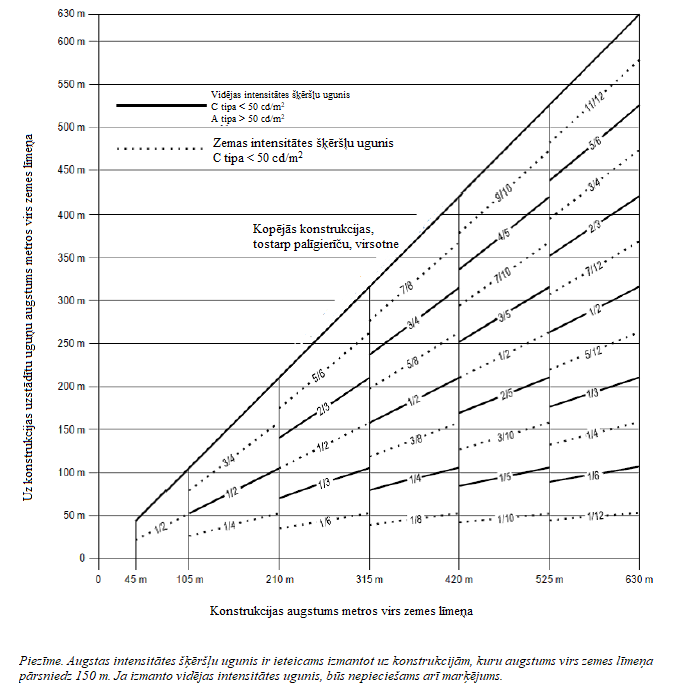 630 m
600 m
550 m
500 m
450 m
400 m
350 m
300 m
250 m
200 m
150 m
100 m
50 m
0
Uz konstrukcijas uzstādītu uguņu augstums metros virs zemes līmeņa
Vidējas intensitātes šķēršļu ugunis
C tipa < 50 cd/m²
A tipa > 50 cd/m²
Zemas intensitātes šķēršļu ugunis
C tipa < 50 cd/m²
Kopējās konstrukcijas,
tostarp palīgierīču, virsotne
1/2
3/4
1/2
1/4
5/6
2/3
1/2
1/3
1/6
7/8
3/4
5/8
1/2
3/8
1/4
1/8
9/10
4/5
7/10
3/5
1/2
2/5
3/10
1/5
1/10
11/12
5/6
3/4
2/3
7/12
1/2
5/12
1/3
1/4
1/6
1/12
0 45 m 105 m 210 m 315 m 420 m 525 m 630 m
Konstrukcijas augstums metros virs zemes līmeņa
Piezīme. Augstas intensitātes šķēršļu ugunis ir ieteicams izmantot uz konstrukcijām, kuru augstums virs zemes līmeņa
pārsniedz 150 m. Ja izmanto vidējas intensitātes ugunis, būs nepieciešams arī marķējums.